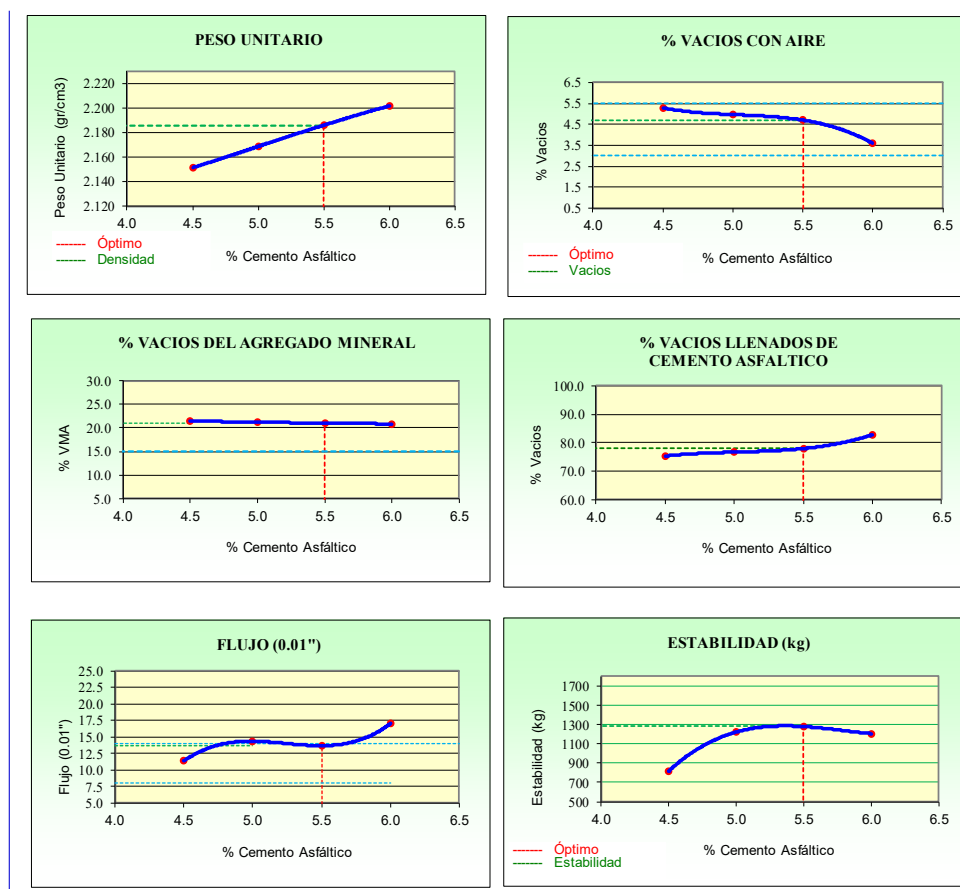 PESO UNITARIO
Peso Unitario (gr/cm3)
2.220
2.200
2.180
2.160
2.140
2.120
4.0 4.5 5.0 5.5 6.0 6.5
% Cemento Asfáltico
------- Óptimo
------- Densidad
% VACIOS CON AIRE
% Vacios
6.5
5.5
4.5
3.5
2.5
1.5
0.5
4.0 4.5 5.0 5.5 6.0 6.5
% Cemento Asfáltico
------- Óptimo
------- Vacios
% VACIOS DEL AGREGADO MINERAL
% VMA
30.0
25.0
20.0
15.0
10.0
5.0
4.0 4.5 5.0 5.5 6.0 6.5
% Cemento Asfáltico
% VACIOS LLENADOS DE
CEMENTO ASFALTICO
% Vacios
100.0
90.0
80.0
70.0
60.0
4.0 4.5 5.0 5.5 6.0 6.5
% Cemento Asfáltico
FLUJO (0.01")
Flujo (0.01")
25.0
22.5
20.0
17.5
15.0
12.5
10.0
7.5
5.0
4.0 4.5 5.0 5.5 6.0 6.5
% Cemento Asfáltico
ESTABILIDAD (kg)
Estabilidad (kg)
1700
1500
1300
1100
900
700
500
4.0 4.5 5.0 5.5 6.0 6.5
% Cemento Asfáltico
------- Óptimo
------- Estabilidad